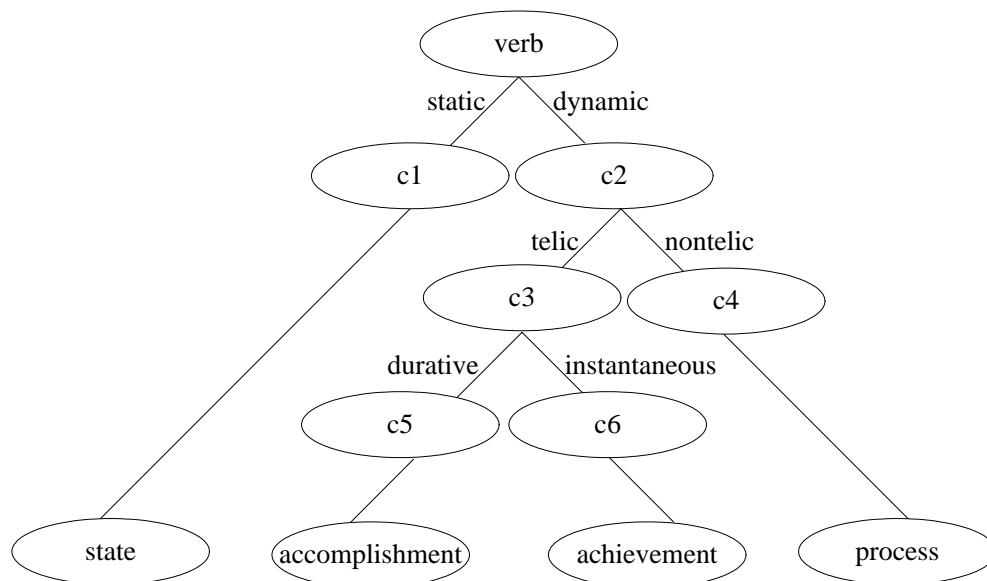 verb
static dynamic
c1 c2
telic nontelic
c3 c4
durative instantaneous
c5 c6
state accomplishment achievement process